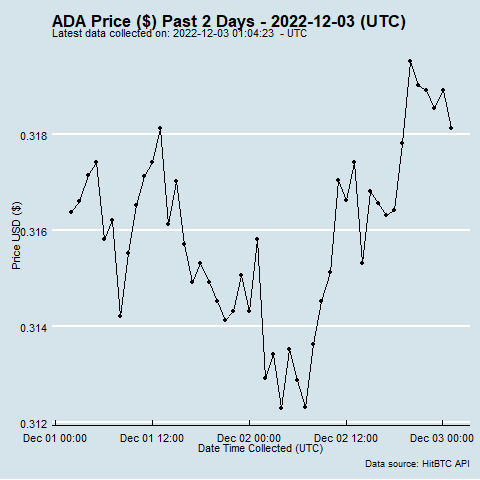 ADA Price ($) Past 2 Days - 2022-12-03 (UTC)
Latest data collected on: 2022-12-03 01:04:23 - UTC
Price USD ($)
0.318
0.316
0.314
0.312
Dec 01 00:00 Dec 01 12:00 Dec 02 00:00 Dec 02 12:00 Dec 03 00:00
Date Time Collected (UTC)
Data source: HitBTC API